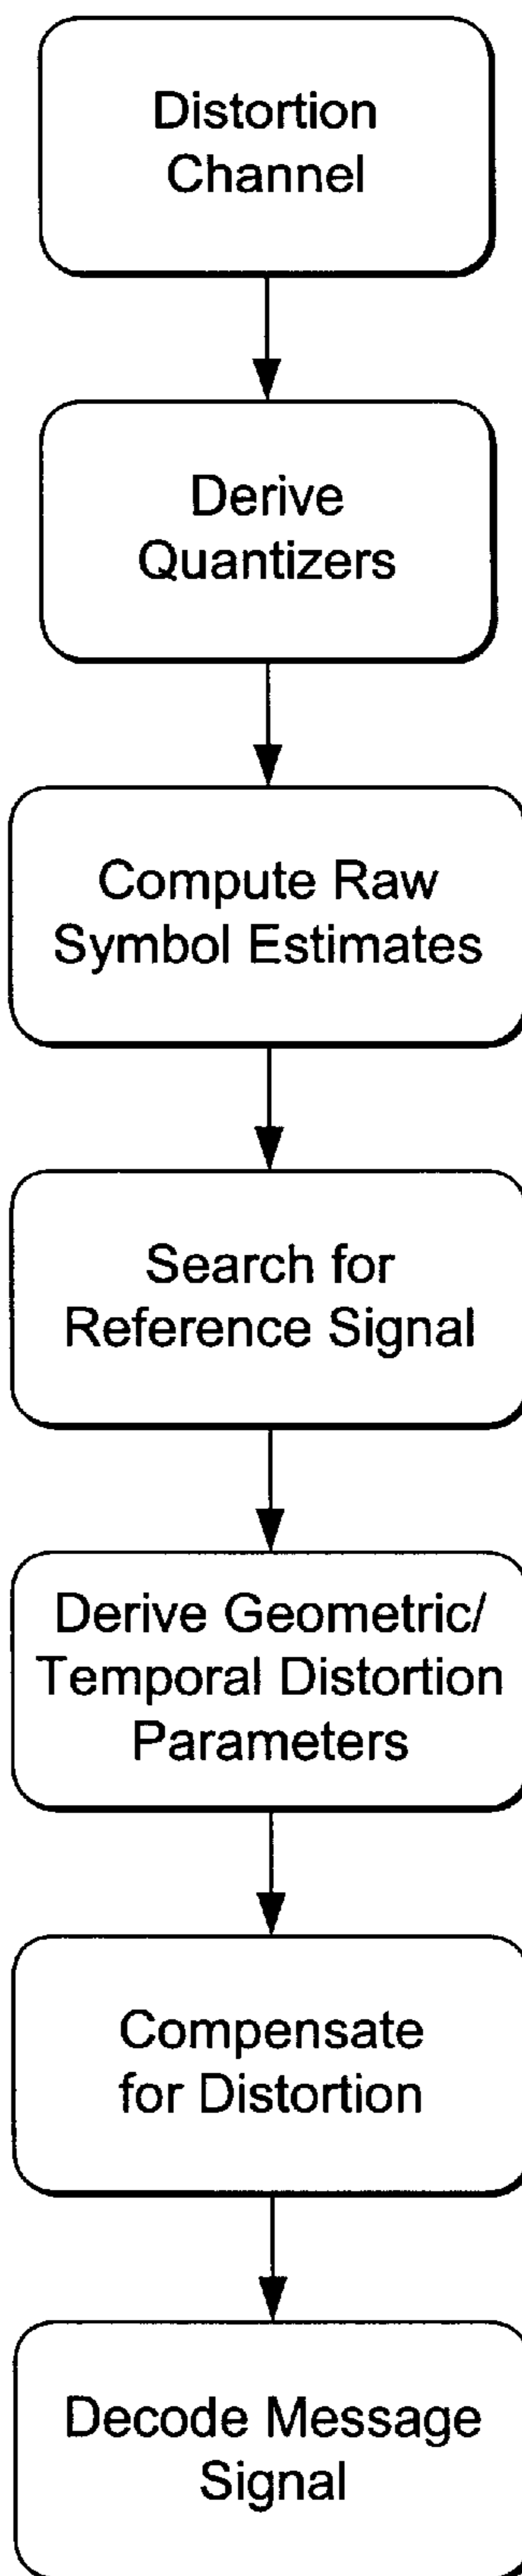 Distortion
Channel
Derive
Quantizers
Compute Raw
Symbol Estimates
Search for
Reference Signal
Derive Geometric/
Temporal Distortion
Parameters
Compensate
for Distortion
Decode Message
Signal